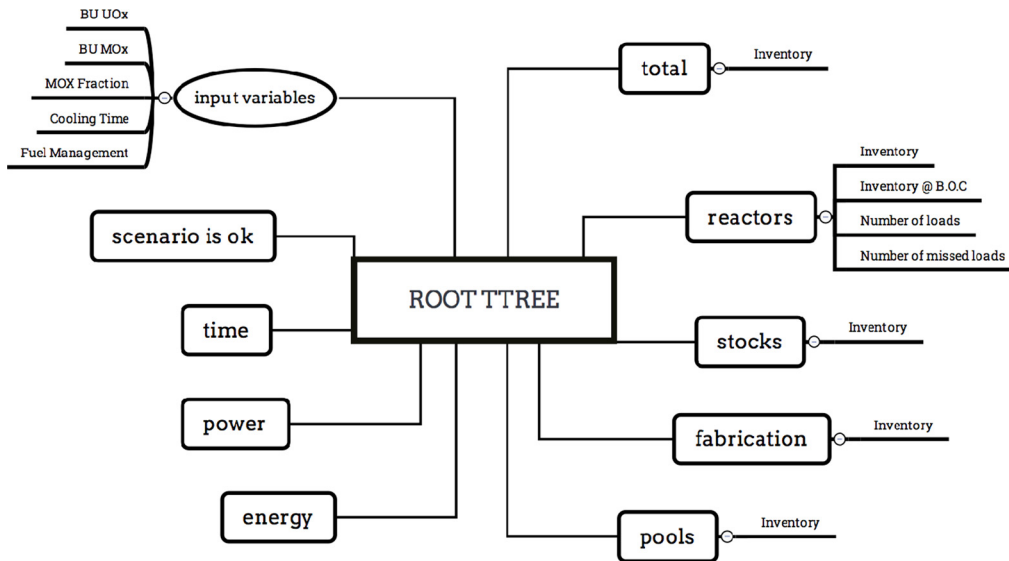 BU UOx
BU MOx
MOX Fraction
Cooling Time
Fuel Management
input variables
scenario is ok
time
power
energy
ROOT TTREE
total
Inventory
reactors
Inventory
Inventory @ B.O.C
Number of loads
Number of missed loads
stocks
Inventory
fabrication
Inventory
pools
Inventory